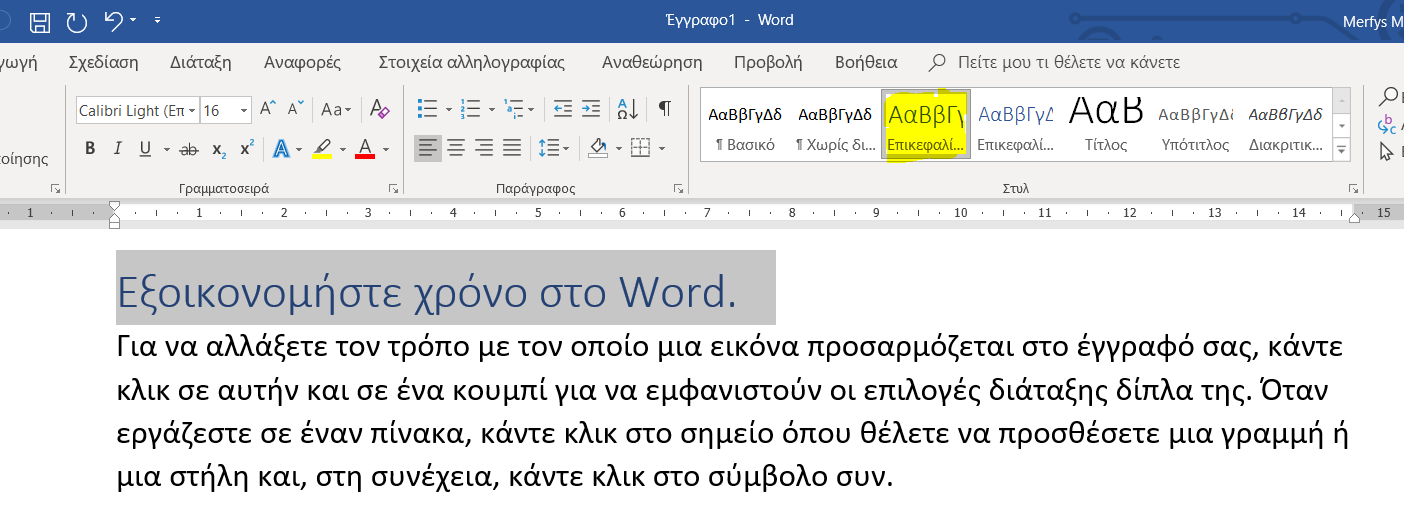 Έγγραφο1 - Word
Merfys M
γωγή Σχεδίαση Διάταξη Αναφορές Στοιχεία αλληλογραφίας Αναθεώρηση Προβολή Βοήθεια Πείτε μου τι θέλετε να κάνετε
Calibri Light (Επ 16 Aa
ΑαΒβΓγΔδ ΑαΒβΓγΔδ ΑαΒβΓγ ΑαΒβΓγΔ ΑαΒ ΑαΒβΓγΔδ ΑαΒβΓγΔδ
B I U ab x₂ x² A A
¶ Βασικό ¶ Χωρίς δι... Επικεφαλί... Επικεφαλί... Τίτλος Υπότιτλος Διακριτικ...
οίησης
Γραμματοσειρά Παράγραφος Στυλ
1 1 2 3 4 5 6 7 8 9 10 11 12 13 14 15
Εξοικονομήστε χρόνο στο Word.
Για να αλλάξετε τον τρόπο με τον οποίο μια εικόνα προσαρμόζεται στο έγγραφό σας, κάντε
κλικ σε αυτήν και σε ένα κουμπί για να εμφανιστούν οι επιλογές διάταξης δίπλα της. Όταν
εργάζεστε σε έναν πίνακα, κάντε κλικ στο σημείο όπου θέλετε να προσθέσετε μια γραμμή ή
μια στήλη και, στη συνέχεια, κάντε κλικ στο σύμβολο συν.